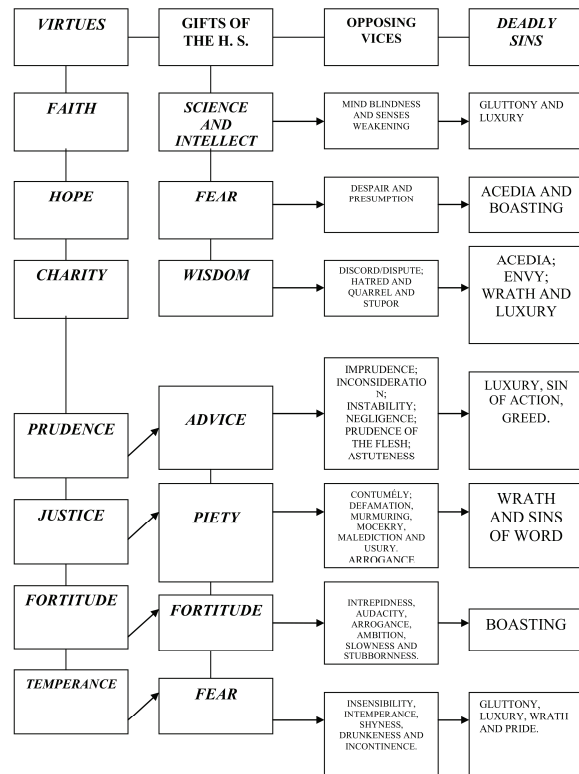 VIRTUES
GIFTS OF
THE H. S.
OPPOSING
VICES
DEADLY
SINS
FAITH
SCIENCE
AND
INTELLECT
MIND BLINDNESS
AND SENSES
WEAKENING
GLUTTONY AND
LUXURY
HOPE
FEAR
DESPAIR AND
PRESUMPTION
ACEDIA AND
BOASTING
CHARITY
WISDOM
DISCORD/DISPUTE;
HATRED AND
QUARREL AND
STUPOR
ACEDIA;
ENVY;
WRATH AND
LUXURY
PRUDENCE
ADVICE
IMPRUDENCE;
INCONSIDERATIO
N;
INSTABILITY;
NEGLIGENCE;
PRUDENCE OF
THE FLESH;
ASTUTENESS
LUXURY, SIN
OF ACTION,
GREED.
JUSTICE
PIETY
CONTUMÉLY;
DEFAMATION,
MURMURING,
MOCEKRY,
MALEDICTION AND
USURY.
ARROGANCE
WRATH
AND SINS
OF WORD
FORTITUDE
FORTITUDE
INTREPIDNESS,
AUDACITY,
ARROGANCE,
AMBITION,
SLOWNESS AND
STUBBORNNESS.
BOASTING
TEMPERANCE
FEAR
INSENSIBILITY,
INTEMPERANCE,
SHYNESS,
DRUNKENESS AND
INCONTINENCE.
GLUTTONY,
LUXURY, WRATH
AND PRIDE.